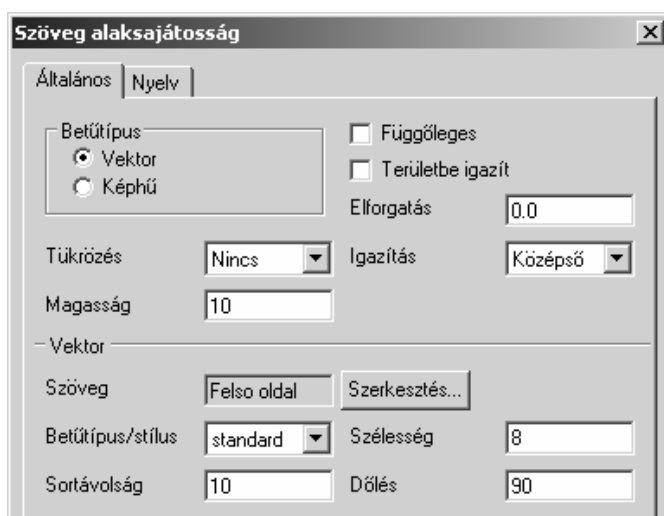 Szöveg alaksajátosság
Általános Nyelv
Betűtípus
Vektor
Képhű
Függőleges
Területbe igazít
Elforgatás 0.0
Tükrözés Nincs Igazítás Középső
Magasság 10
Vektor
Szöveg Felso oldal Szerkesztés...
Betűtípus/stílus standard Szélesség 8
Sortávolság 10 Dőlés 90